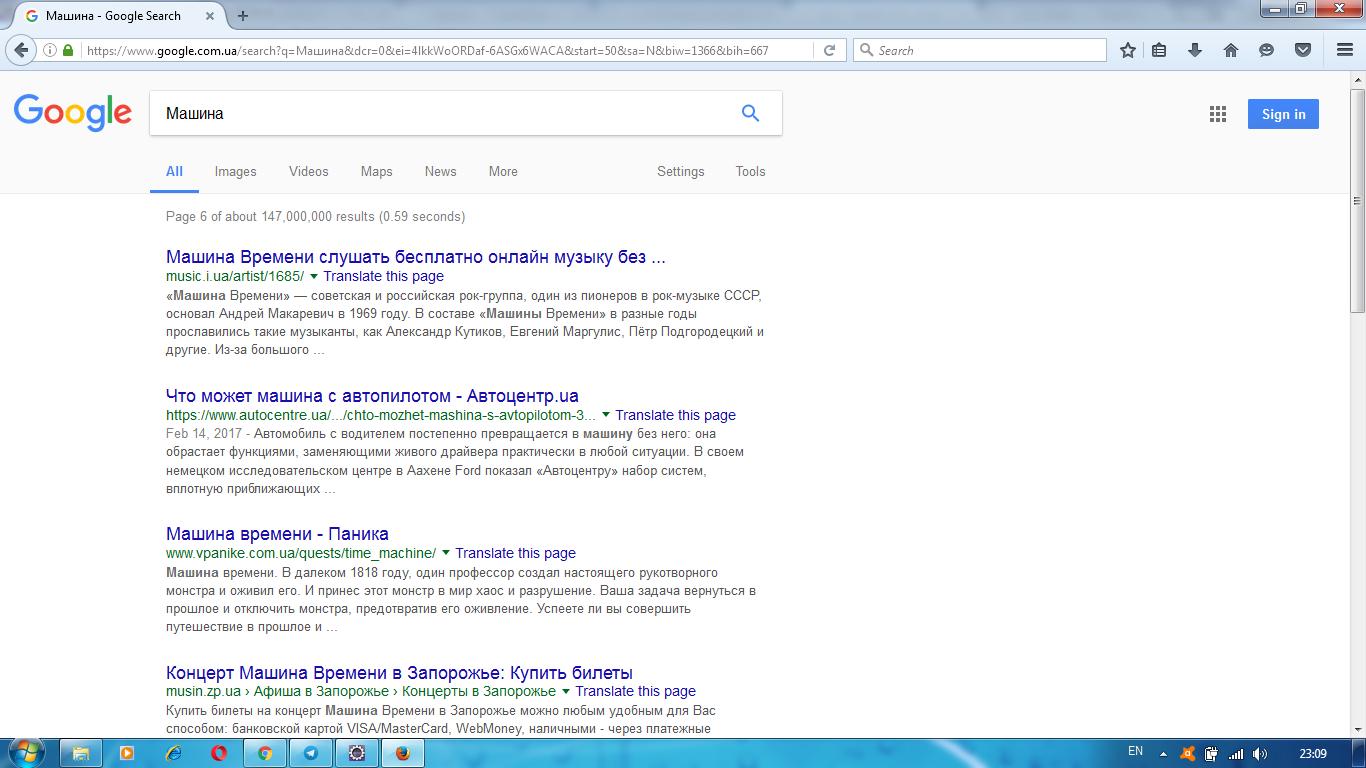 Машина - Google Search
https://www.google.com.ua/search?q=Машина&dcr=0&ei=4IkkWoORDaf-6ASGx6WACA&start=50&sa=N&biw=1366&bih=667
Search
Google
Машина
Sign in
All Images Videos Maps News More Settings Tools
Page 6 of about 147,000,000 results (0.59 seconds)
Машина Времени слушать бесплатно онлайн музыку без ...
music.i.ua/artist/1685/ Translate this page
«Машина Времени» — советская и российская рок-группа, один из пионеров в рок-музыке СССР,
основал Андрей Макаревич в 1969 году. В составе «Машины Времени» в разные годы
прославились такие музыканты, как Александр Кутиков, Евгений Маргулис, Пётр Подгородецкий и
другие. Из-за большого ...
Что может машина с автопилотом - Автоцентр.ua
https://www.autocentre.ua/.../chto-mozhet-mashina-s-avtopilotom-3... Translate this page
Feb 14, 2017 - Автомобиль с водителем постепенно превращается в машину без него: она
обрастает функциями, заменяющими живого драйвера практически в любой ситуации. В своем
немецком исследовательском центре в Аахене Ford показал «Автоцентру» набор систем,
вплотную приближающих ...
Машина времени - Паника
www.vpanike.com.ua/quests/time_machine/ Translate this page
Машина времени. В далеком 1818 году, один профессор создал настоящего рукотворного
монстра и оживил его. И принес этот монстр в мир хаос и разрушение. Ваша задача вернуться в
прошлое и отключить монстра, предотвратив его оживление. Успеете ли вы совершить
путешествие в прошлое и ...
Концерт Машина Времени в Запорожье: Купить билеты
musin.zp.ua › Афиша в Запорожье › Концерты в Запорожье Translate this page
Купить билеты на концерт Машина Времени в Запорожье можно любым удобным для Вас
способом: банковской картой VISA/MasterCard, WebMoney, наличными - через платежные
EN 23:09